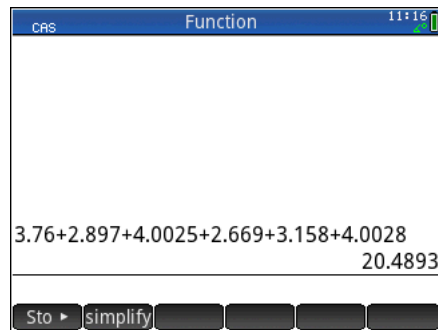 CAS Function 11:16
3.76+2.897+4.0025+2.669+3.158+4.0028
20.4893
Sto ► simplify